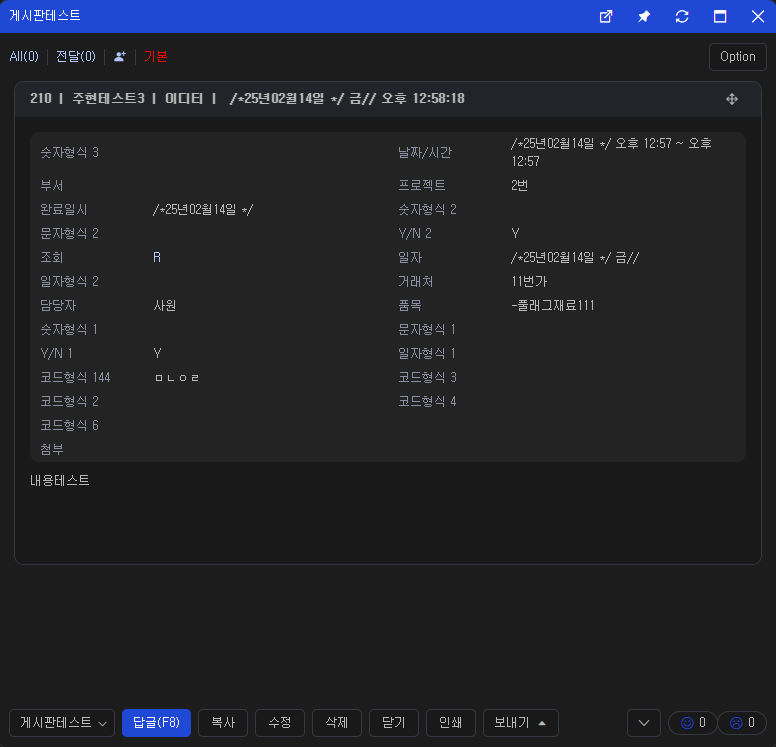 게시판테스트
All(0) 전달(0) 기본 Option
210 | 주현테스트3 | 이디티 | /*25년02월14일 */ 금// 오후 12:58:18
숫자형식 3 날짜/시간 /*25년02월14일 */ 오후 12:57 ~ 오후
12:57
부서 프로젝트 2번
완료일시 /*25년02월14일 */ 숫자형식 2
문자형식 2 Y/N 2 Y
조회 R 일자 /*25년02월14일 */ 금//
일자형식 2 거래처 11번가
담당자 사원 품목 -플래그재료111
숫자형식 1 문자형식 1
Y/N 1 Y 일자형식 1
코드형식 144 ㅁㄴㅇㄹ 코드형식 3
코드형식 2 코드형식 4
코드형식 6
첨부
내용테스트
게시판테스트 답글(F8) 복사 수정 삭제 닫기 인쇄 보내기 0 0